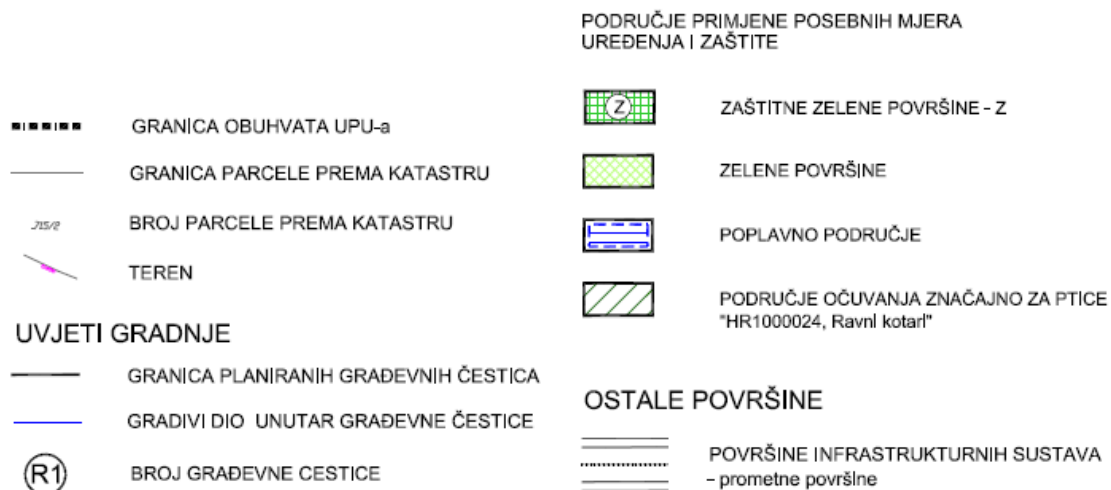 GRANICA OBUHVATA UPU-a
GRANICA PARCELE PREMA KATASTRU
715/2 BROJ PARCELE PREMA KATASTRU
TEREN
UVJETI GRADNJE
GRANICA PLANIRANIH GRAĐEVNIH ČESTICA
GRADIVI DIO UNUTAR GRAĐEVNE ČESTICE
R1 BROJ GRAĐEVNE CESTICE
PODRUČJE PRIMJENE POSEBNIH MJERA
UREĐENJA I ZAŠTITE
Z ZAŠTITNE ZELENE POVRŠINE - Z
ZELENE POVRŠINE
POPLAVNO PODRUČJE
PODRUČJE OČUVANJA ZNAČAJNO ZA PTICE
"HR1000024, Ravni kotari"
OSTALE POVRŠINE
POVRŠINE INFRASTRUKTURNIH SUSTAVA
- prometne površine